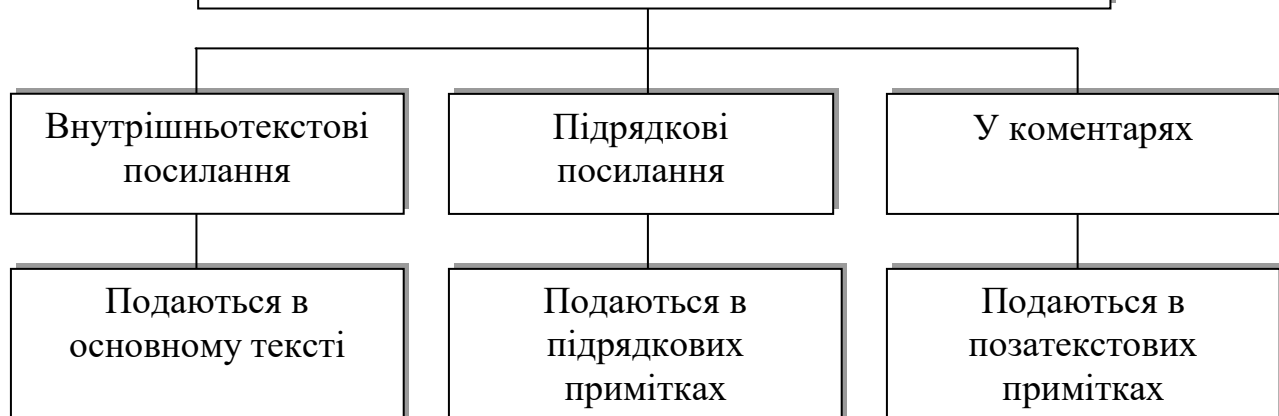 Внутрішньотекстові
посилання
Підрядкові
посилання
У коментарях
Подаються в
основному тексті
Подаються в
підрядкових
примітках
Подаються в
позатекстових
примітках